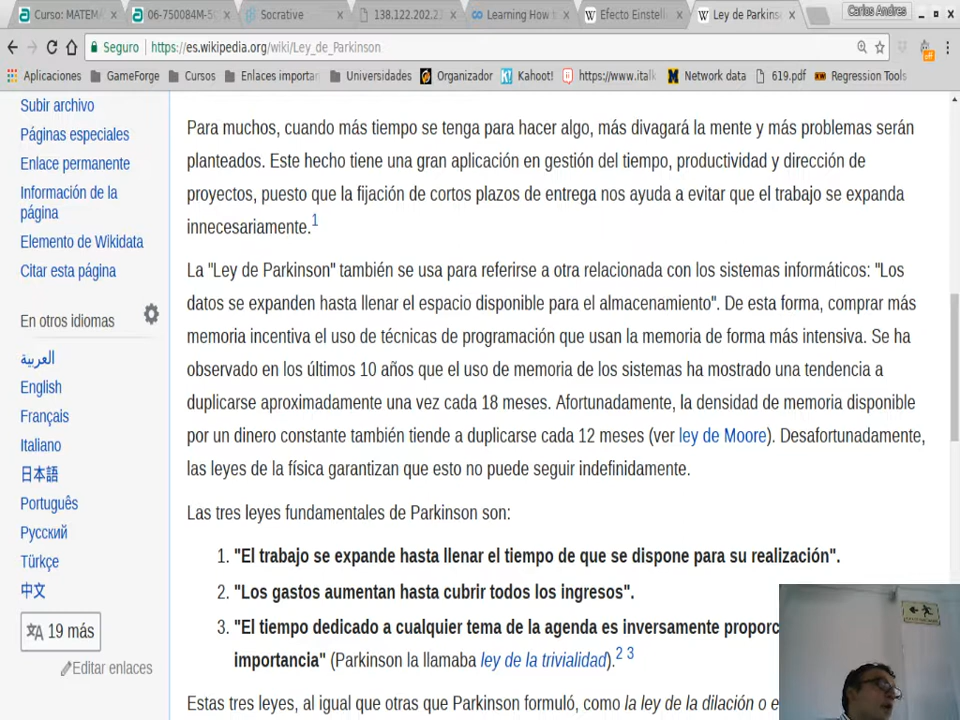 Curso: MATEM
06-750084M-5
Socrative
138.122.202.2
Learning How t
Efecto Einstell
Ley de Parkins
Carlos Andres
Seguro https://es.wikipedia.org/wiki/Ley_de_Parkinson
Aplicaciones GameForge Cursos Enlaces importan Universidades Organizador Kahoot! https://www.italk Network data 619.pdf Regression Tools
Subir archivo
Páginas especiales
Enlace permanente
Información de la
página
Elemento de Wikidata
Citar esta página
En otros idiomas
العربية
English
Français
Italiano
日本語
Português
Русский
Türkçe
中文
19 más
Editar enlaces
Para muchos, cuando más tiempo se tenga para hacer algo, más divagará la mente y más problemas serán
planteados. Este hecho tiene una gran aplicación en gestión del tiempo, productividad y dirección de
proyectos, puesto que la fijación de cortos plazos de entrega nos ayuda a evitar que el trabajo se expanda
innecesariamente.1
La "Ley de Parkinson" también se usa para referirse a otra relacionada con los sistemas informáticos: "Los
datos se expanden hasta llenar el espacio disponible para el almacenamiento". De esta forma, comprar más
memoria incentiva el uso de técnicas de programación que usan la memoria de forma más intensiva. Se ha
observado en los últimos 10 años que el uso de memoria de los sistemas ha mostrado una tendencia a
duplicarse aproximadamente una vez cada 18 meses. Afortunadamente, la densidad de memoria disponible
por un dinero constante también tiende a duplicarse cada 12 meses (ver ley de Moore). Desafortunadamente,
las leyes de la física garantizan que esto no puede seguir indefinidamente.
Las tres leyes fundamentales de Parkinson son:
1. "El trabajo se expande hasta llenar el tiempo de que se dispone para su realización".
2. "Los gastos aumentan hasta cubrir todos los ingresos".
3. "El tiempo dedicado a cualquier tema de la agenda es inversamente proporc
importancia" (Parkinson la llamaba ley de la trivialidad).2 3
Estas tres leyes, al igual que otras que Parkinson formuló, como la ley de la dilación o e